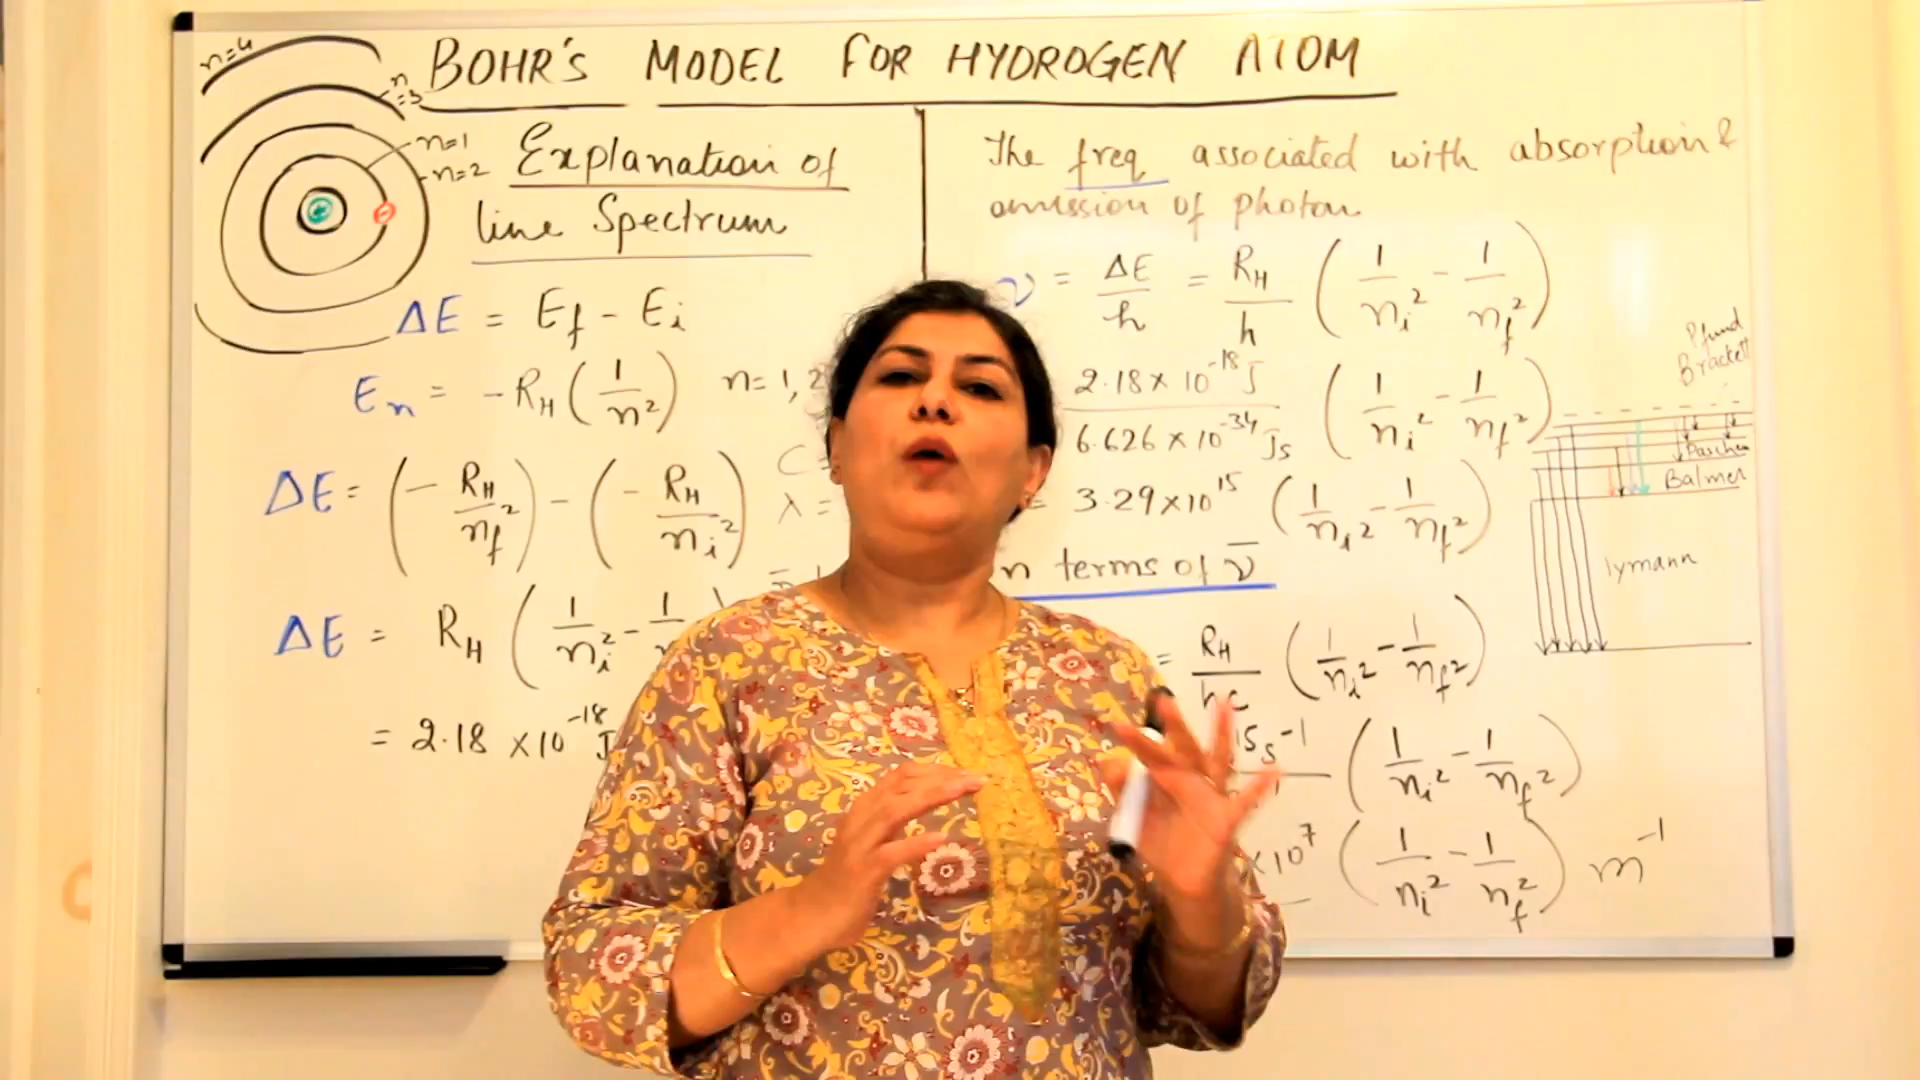 BOHR'S MODEL FOR HYDROGEN ATOM
n=4
n=3
n=1
n=2
Explanation of
line Spectrum
ΔE = Ef - Ei
En = -RH (1/n²) n=1, 2
ΔE = (-RH/nf²) - (-RH/ni²)
ΔE = RH (1/ni² - 1/n
= 2.18 × 10⁻¹⁸ J
C =
λ =
The freq associated with absorption &
omission of photon
ν = ΔE/h = RH/h (1/ni² - 1/nf²)
2.18 × 10⁻¹⁸ J / 6.626 × 10⁻³⁴ Js (1/ni² - 1/nf²)
= 3.29 × 10¹⁵ (1/ni² - 1/nf²)
n terms of ν̄
= RH/hc (1/ni² - 1/nf²)
15 s⁻¹ (1/ni² - 1/nf²)
×10⁷ (1/ni² - 1/nf²) m⁻¹
Pfund
Brackett
Paschen
Balmer
lymann